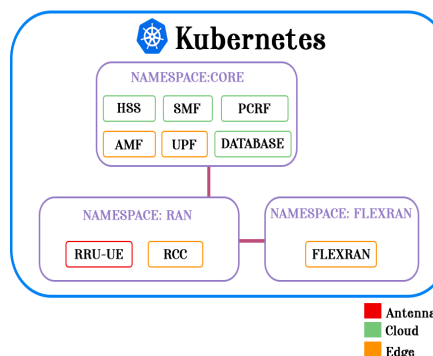 Kubernetes
NAMESPACE:CORE
HSS SMF PCRF
AMF UPF DATABASE
NAMESPACE: RAN
NAMESPACE: FLEXRAN
RRU-UE RCC
FLEXRAN
Antenna
Cloud
Edge